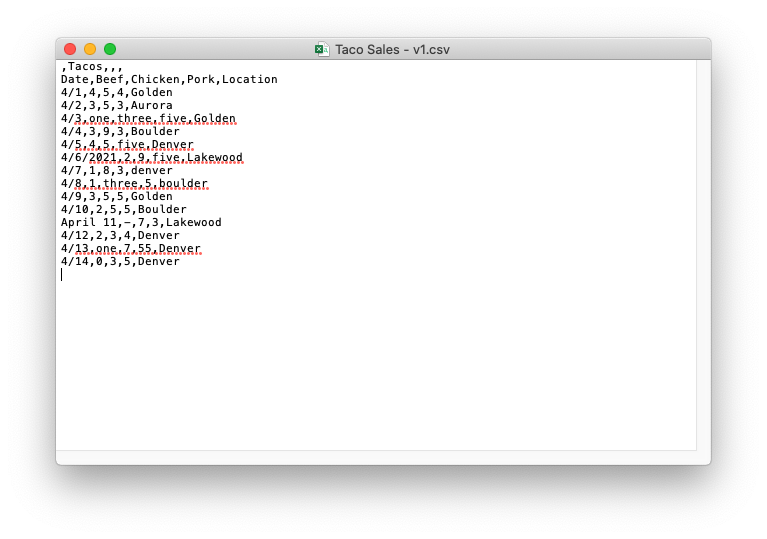 Taco Sales - v1.csv
,Tacos,,,
Date,Beef,Chicken,Pork,Location
4/1,4,5,4,Golden
4/2,3,5,3,Aurora
4/3,one,three,five,Golden
4/4,3,9,3,Boulder
4/5,4,5,five,Denver
4/6/2021,2,9,five,Lakewood
4/7,1,8,3,denver
4/8,1,three,5,boulder
4/9,3,5,5,Golden
4/10,2,5,5,Boulder
April 11,–,7,3,Lakewood
4/12,2,3,4,Denver
4/13,one,7,55,Denver
4/14,0,3,5,Denver